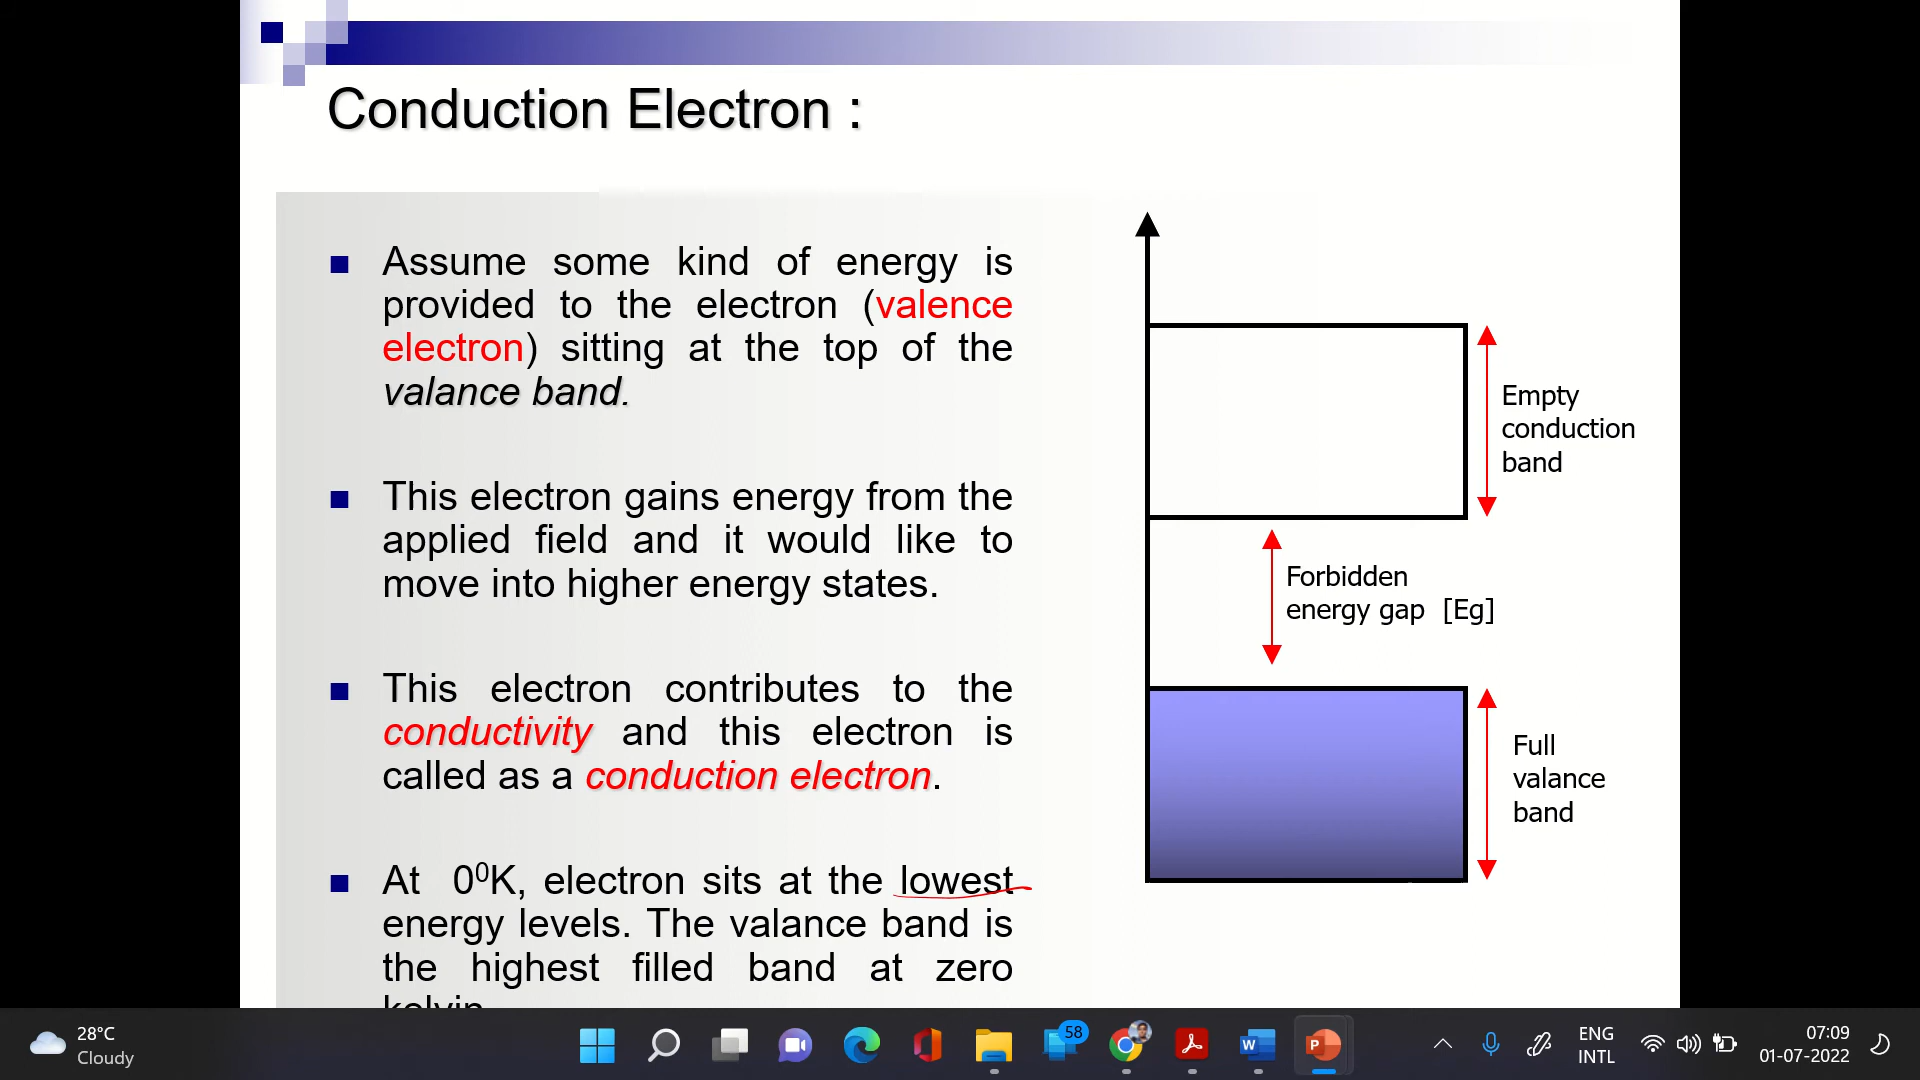 Conduction Electron :
Assume some kind of energy is
provided to the electron (valence
electron) sitting at the top of the
valance band.
This electron gains energy from the
applied field and it would like to
move into higher energy states.
This electron contributes to the
conductivity and this electron is
called as a conduction electron.
At 0⁰K, electron sits at the lowest
energy levels. The valance band is
the highest filled band at zero
kelvin
Empty
conduction
band
Forbidden
energy gap [Eg]
Full
valance
band
28°C
Cloudy
58
ENG
INTL
07:09
01-07-2022